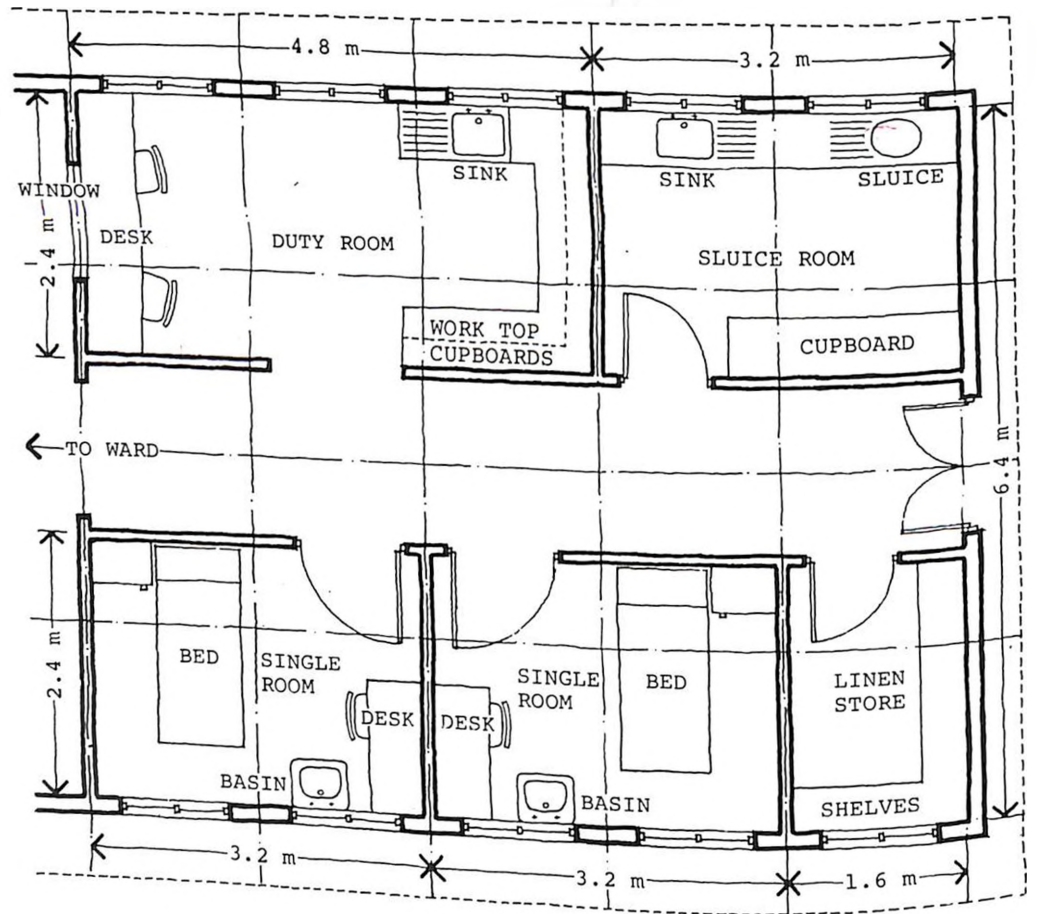 4.8 m
3.2 m
WINDOW
SINK
SINK
SLUICE
DESK
DUTY ROOM
SLUICE ROOM
2.4 m
WORK TOP
CUPBOARDS
CUPBOARD
TO WARD
6.4 m
2.4 m
BED
SINGLE
ROOM
SINGLE
ROOM
BED
LINEN
STORE
DESK
DESK
BASIN
BASIN
SHELVES
3.2 m
3.2 m
1.6 m